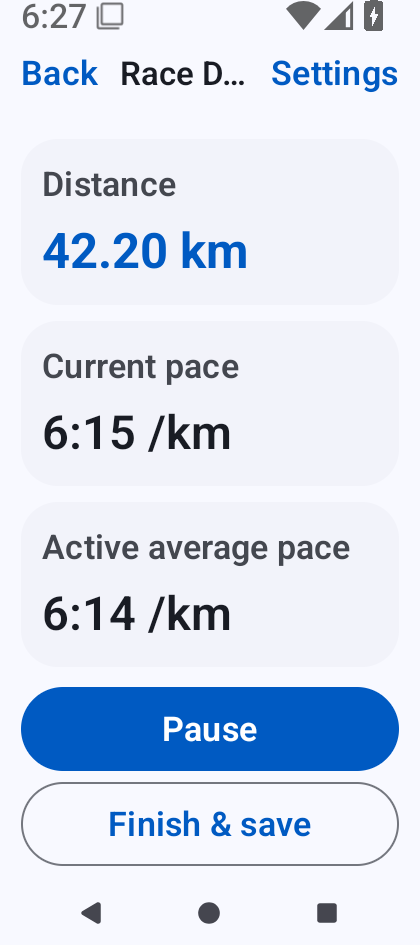 6:27
Back Race D... Settings
Distance
42.20 km
Current pace
6:15 /km
Active average pace
6:14 /km
Pause
Finish & save